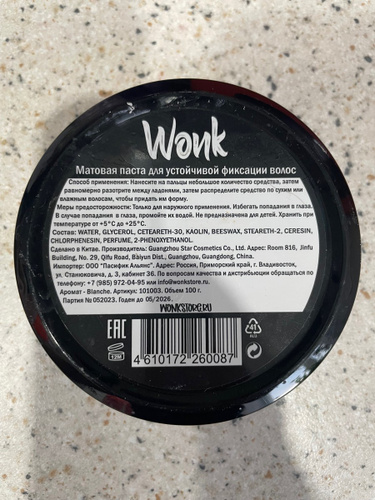 Wonk
Матовая паста для устойчивой фиксации волос
Способ применения: Нанесите на пальцы небольшое количество средства, затем
равномерно разотрите между ладонями, затем распределите средство по сухим или
влажным волосам, чтобы придать им форму.
Меры предосторожности: Только для наружного применения. Избегать попадания в глаза.
В случае попадания в глаза, промойте их водой. Не предназначена для детей. Хранить при
температуре от +5°C до +25°C.
Состав: WATER, GLYCEROL, CETEARETH-30, KAOLIN, BEESWAX, STEARETH-2, CERESIN,
CHLORPHENESIN, PERFUME, 2-PHENOXYETHANOL.
Сделано в Китае. Производитель: Guangzhou Star Cosmetics Co., Ltd. Адрес: Room 816, Jinfu
Building, No. 29, Qifu Road, Baiyun Dist., Guangzhou, Guangdong, China.
Импортер: ООО "Пасифик Альянс". Адрес: Россия, Приморский край, г. Владивосток,
ул. Станюковича, д. 3, кабинет 36. По вопросам качества и дистрибьюции обращаться по
телефону: +7 (985) 972-04-95 или info@wonkstore.ru.
Аромат - Blanche. Артикул: 101003. Объем 100 г.
Партия № 052023. Годен до 05/2026.
WONKSTORE.RU
EAC
12M
41
ALU
4 610172 260087